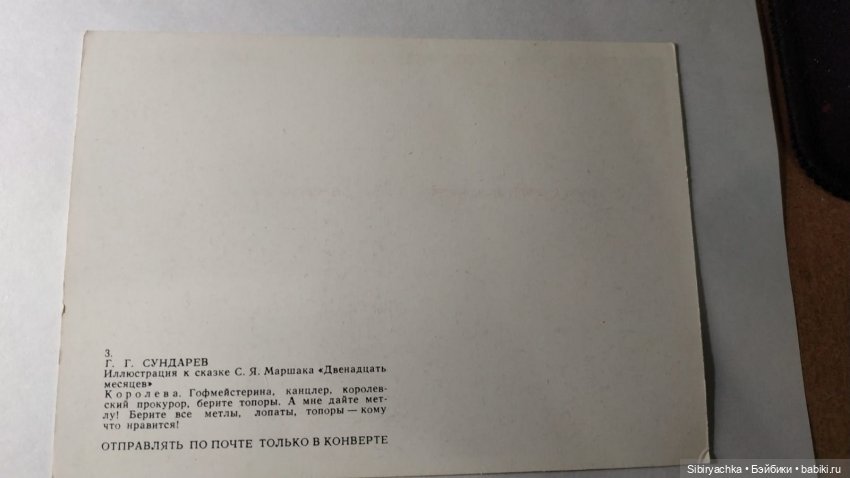 3.
Г. Г. СУНДАРЕВ
Иллюстрация к сказке С. Я. Маршака «Двенадцать
месяцев»
Королева. Гофмейстерина, канцлер, королев-
ский прокурор, берите топоры. А мне дайте мет-
лу! Берите все метлы, лопаты, топоры — кому
что нравится!
ОТПРАВЛЯТЬ ПО ПОЧТЕ ТОЛЬКО В КОНВЕРТЕ
Sibiryachka • Бэйбики • babiki.ru